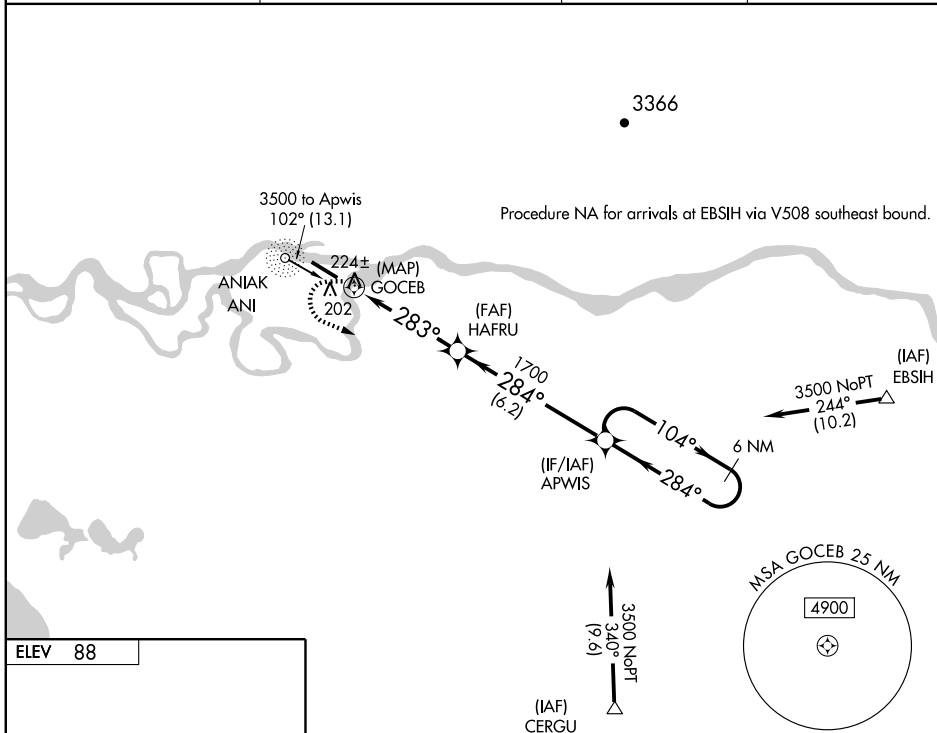 3366
3500 to Apwis
102° (13.1)
Procedure NA for arrivals at EBSIH via V508 southeast bound.
ANIAK
ANI
224±
(MAP)
GOCEB
202
283°
(FAF)
HAFRU
1700
284°
(6.2)
(IAF)
EBSIH
3500 NoPT
244°
(10.2)
104°
6 NM
284°
(IF/IAF)
APWIS
MSA GOCEB 25 NM
4900
3500 NoPT
340°
(9.6)
(IAF)
CERGU
ELEV 88